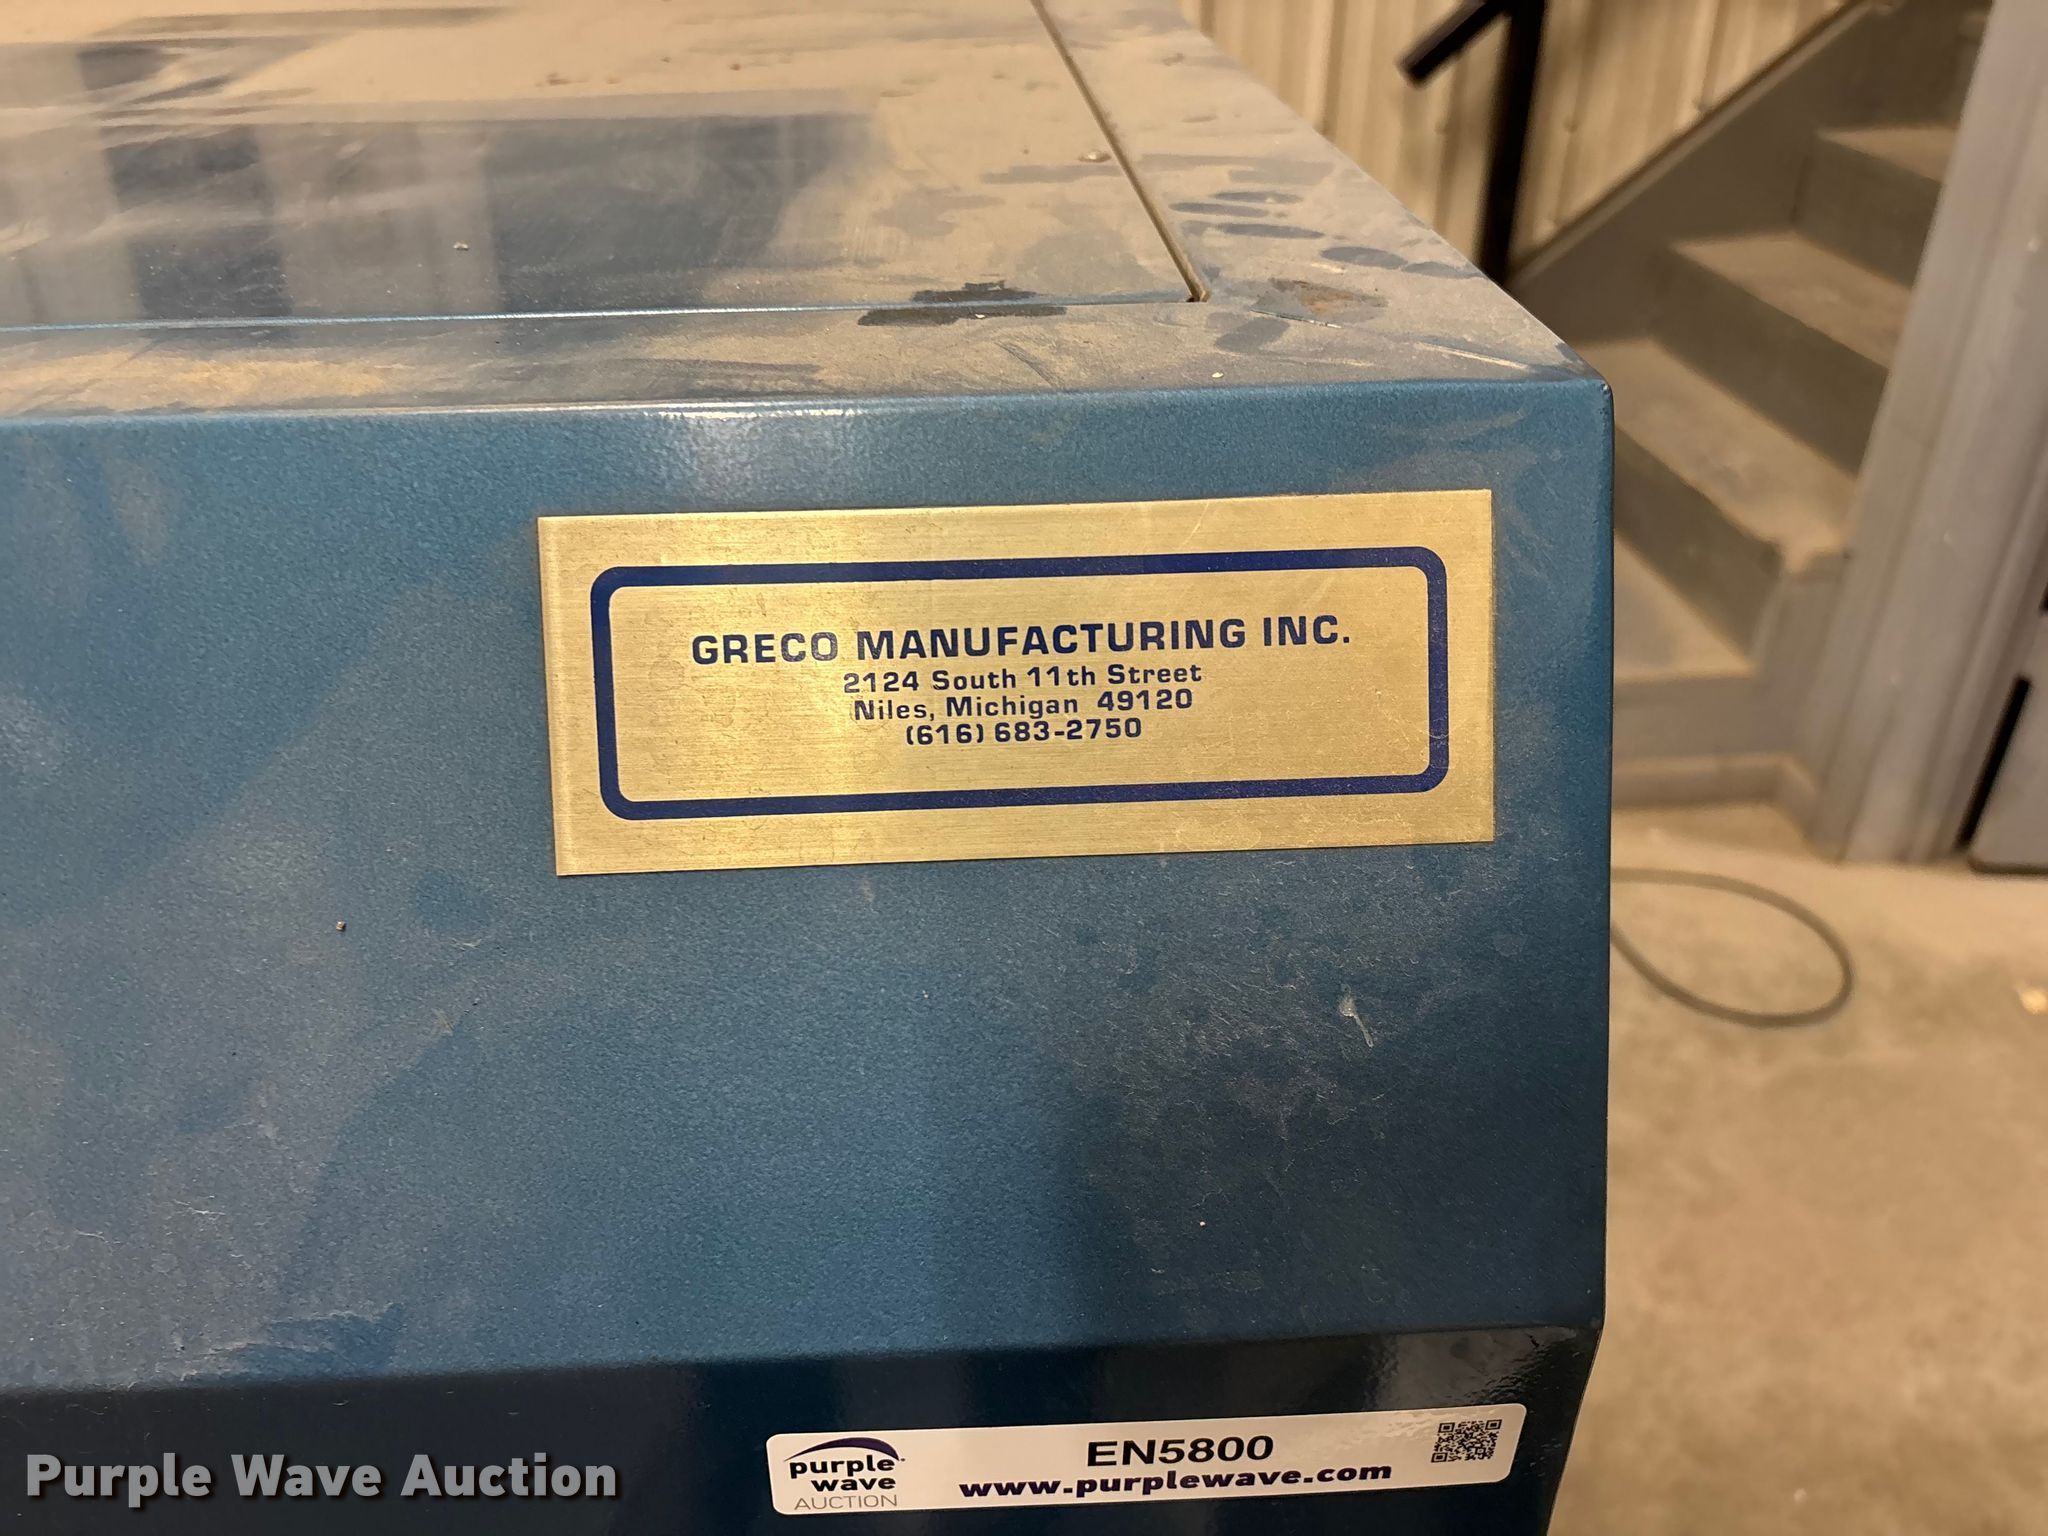 GRECO MANUFACTURING INC.
2124 South 11th Street
Niles, Michigan 49120
(616) 683-2750
purple
wave
AUCTION
EN5800
www.purplewave.com
Purple Wave Auction